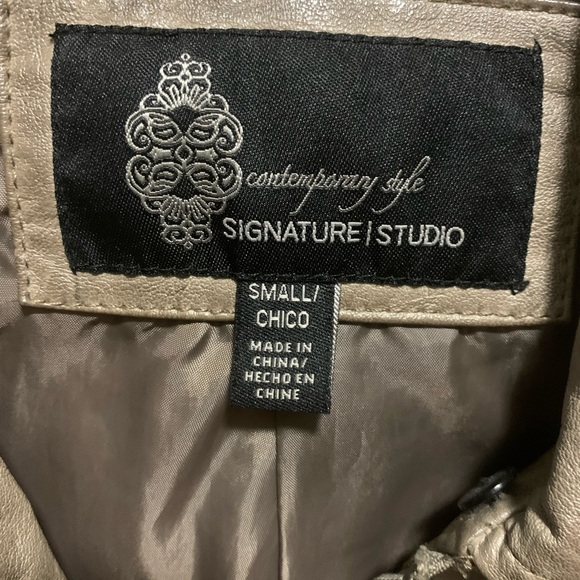 contemporary style
SIGNATURE|STUDIO
SMALL/
CHICO
MADE IN
CHINA/
HECHO EN
CHINE